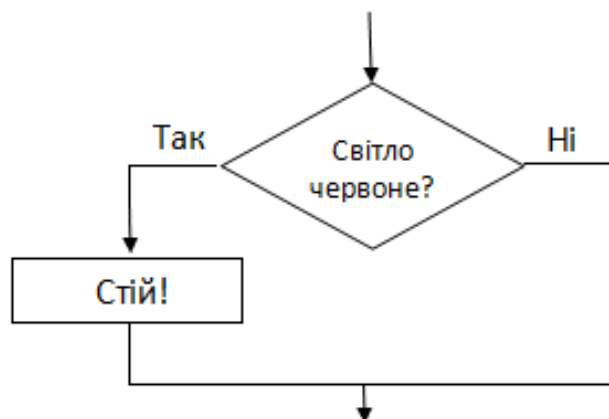 Так
Світло
червоне?
Ні
Стій!